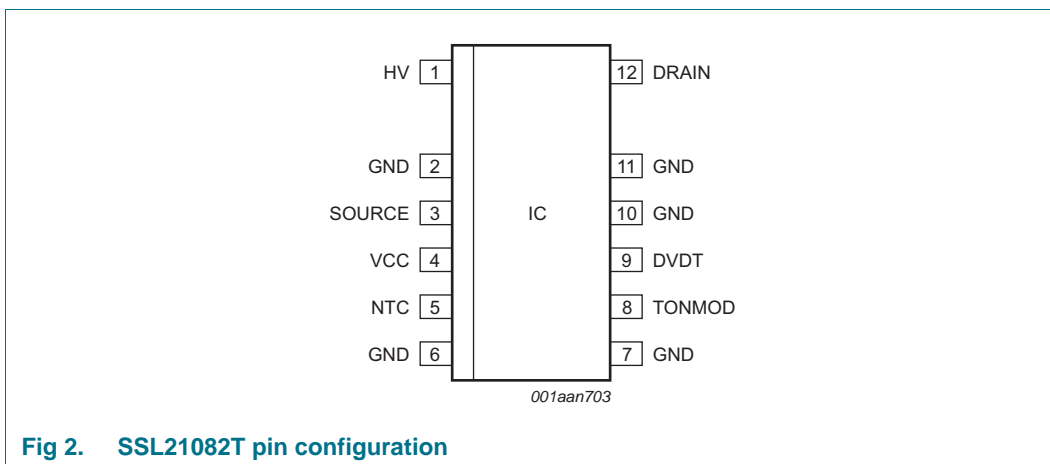 HV 1 12 DRAIN
GND 2 11 GND
SOURCE 3 IC 10 GND
VCC 4 9 DVDT
NTC 5 8 TONMOD
GND 6 7 GND
001aan703
Fig 2. SSL21082T pin configuration